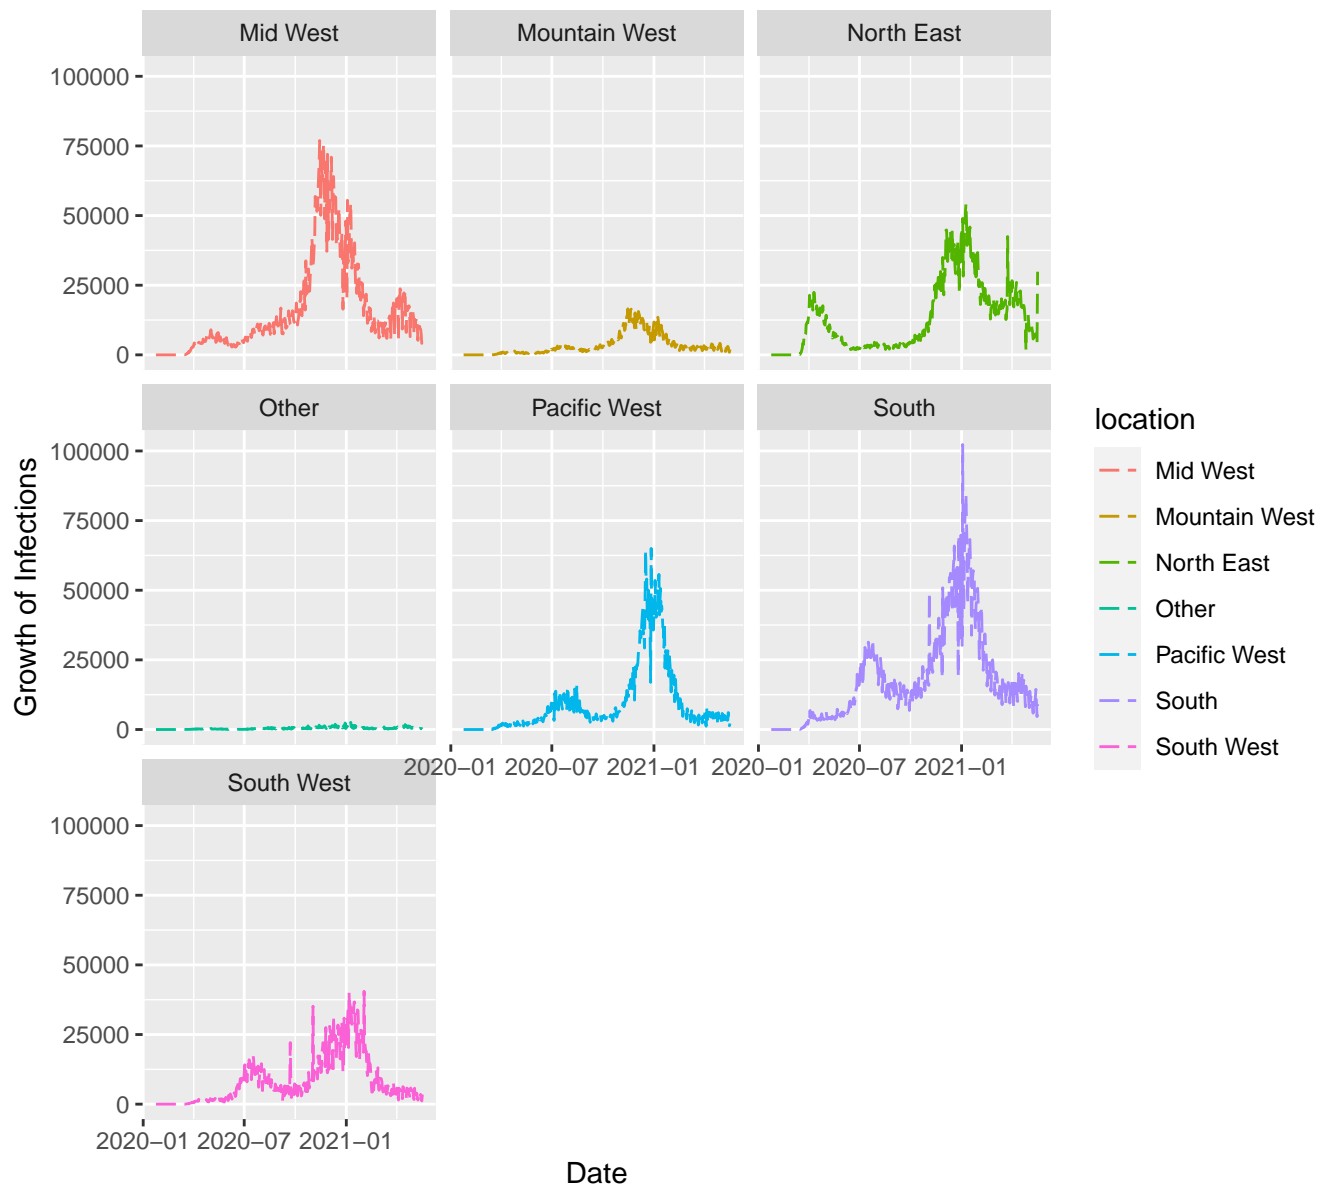 Mid West
Mountain West
North East
100000
75000
50000
25000
0
Other
Pacific West
South
100000
75000
50000
25000
0
2020−01 2020−07 2021−01
2020−01 2020−07 2021−01
South West
100000
75000
50000
25000
0
2020−01 2020−07 2021−01
Growth of Infections
Date
location
Mid West
Mountain West
North East
Other
Pacific West
South
South West